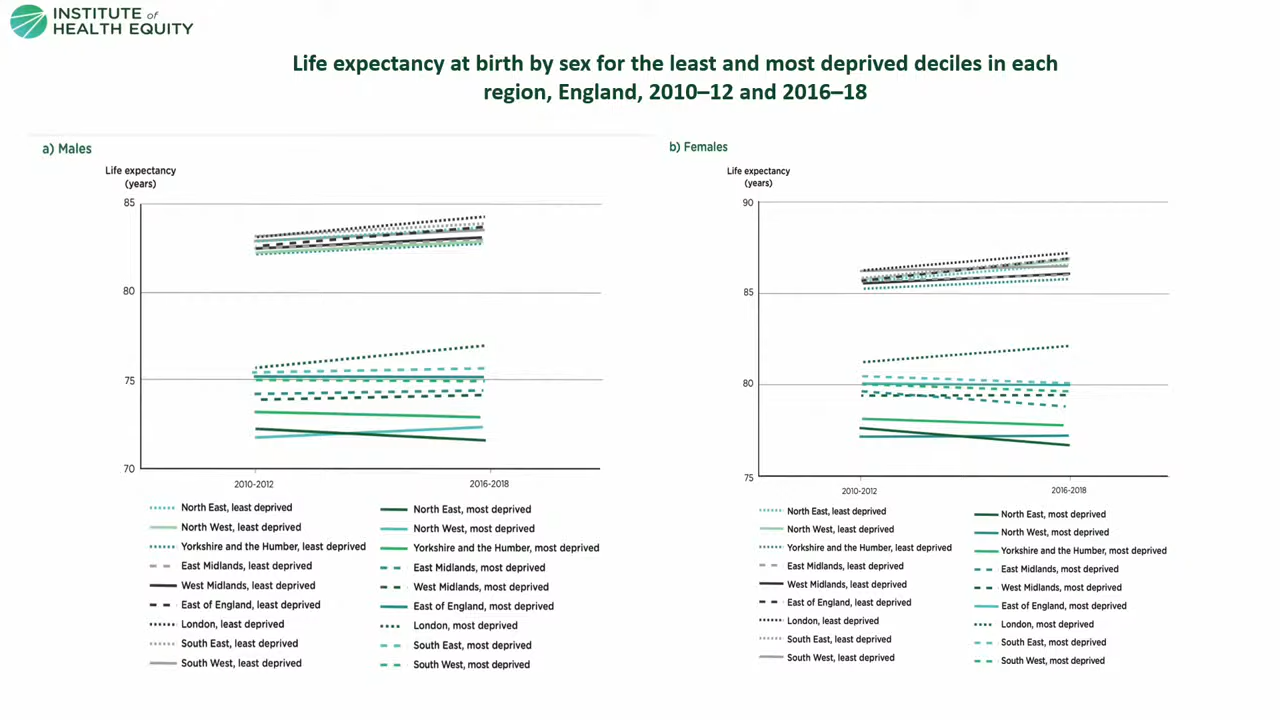 INSTITUTE of
HEALTH EQUITY
Life expectancy at birth by sex for the least and most deprived deciles in each
region, England, 2010–12 and 2016–18
a) Males
Life expectancy
(years)
85
80
75
70
2010-2012
2016-2018
North East, least deprived
North West, least deprived
Yorkshire and the Humber, least deprived
East Midlands, least deprived
West Midlands, least deprived
East of England, least deprived
London, least deprived
South East, least deprived
South West, least deprived
North East, most deprived
North West, most deprived
Yorkshire and the Humber, most deprived
East Midlands, most deprived
West Midlands, most deprived
East of England, most deprived
London, most deprived
South East, most deprived
South West, most deprived
b) Females
Life expectancy
(years)
90
85
80
75
2010-2012
2016-2018
North East, least deprived
North West, least deprived
Yorkshire and the Humber, least deprived
East Midlands, least deprived
West Midlands, least deprived
East of England, least deprived
London, least deprived
South East, least deprived
South West, least deprived
North East, most deprived
North West, most deprived
Yorkshire and the Humber, most deprived
East Midlands, most deprived
West Midlands, most deprived
East of England, most deprived
London, most deprived
South East, most deprived
South West, most deprived